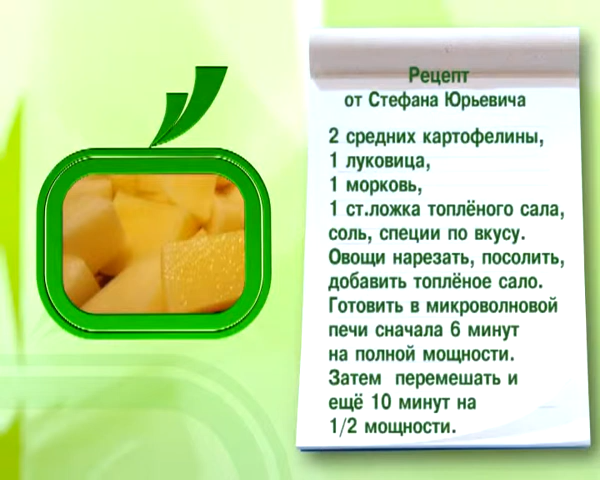 Рецепт
от Стефана Юрьевича
2 средних картофелины,
1 луковица,
1 морковь,
1 ст.ложка топлёного сала,
соль, специи по вкусу.
Овощи нарезать, посолить,
добавить топлёное сало.
Готовить в микроволновой
печи сначала 6 минут
на полной мощности.
Затем перемешать и
ещё 10 минут на
1/2 мощности.